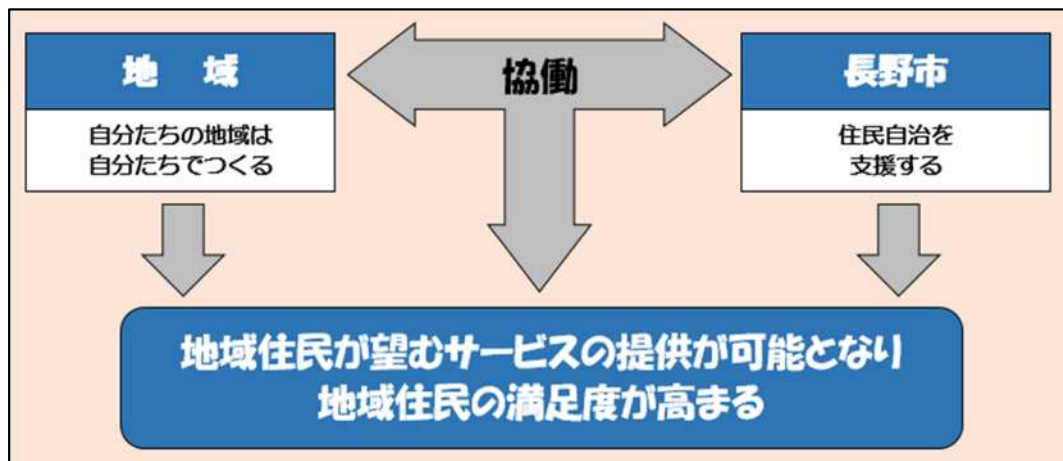 地 域
自分たちの地域は
自分たちでつくる
協働
長野市
住民自治を
支援する
地域住民が望むサービスの提供が可能となり
地域住民の満足度が高まる